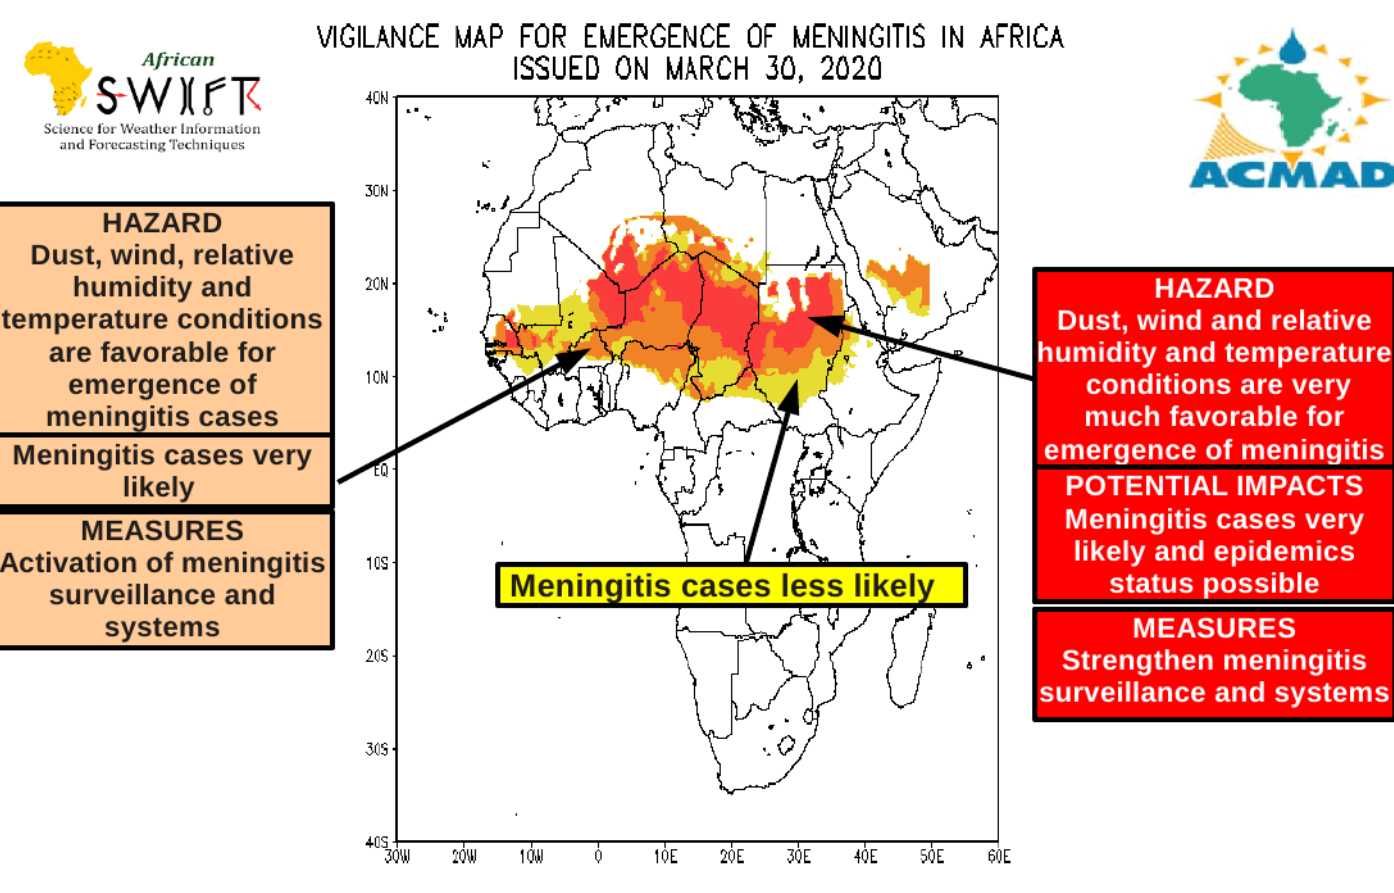 VIGILANCE MAP FOR EMERGENCE OF MENINGITIS IN AFRICA
ISSUED ON MARCH 30, 2020
African
SWIFT
Science for Weather Information
and Forecasting Techniques
ACMAD
HAZARD
Dust, wind, relative
humidity and
temperature conditions
are favorable for
emergence of
meningitis cases
Meningitis cases very
likely
MEASURES
Activation of meningitis
surveillance and
systems
40N
30N
20N
10N
EQ
10S
20S
30S
40S
30W 20W 10W 0 10E 20E 30E 40E 50E 60E
Meningitis cases less likely
HAZARD
Dust, wind and relative
humidity and temperature
conditions are very
much favorable for
emergence of meningitis
POTENTIAL IMPACTS
Meningitis cases very
likely and epidemics
status possible
MEASURES
Strengthen meningitis
surveillance and systems